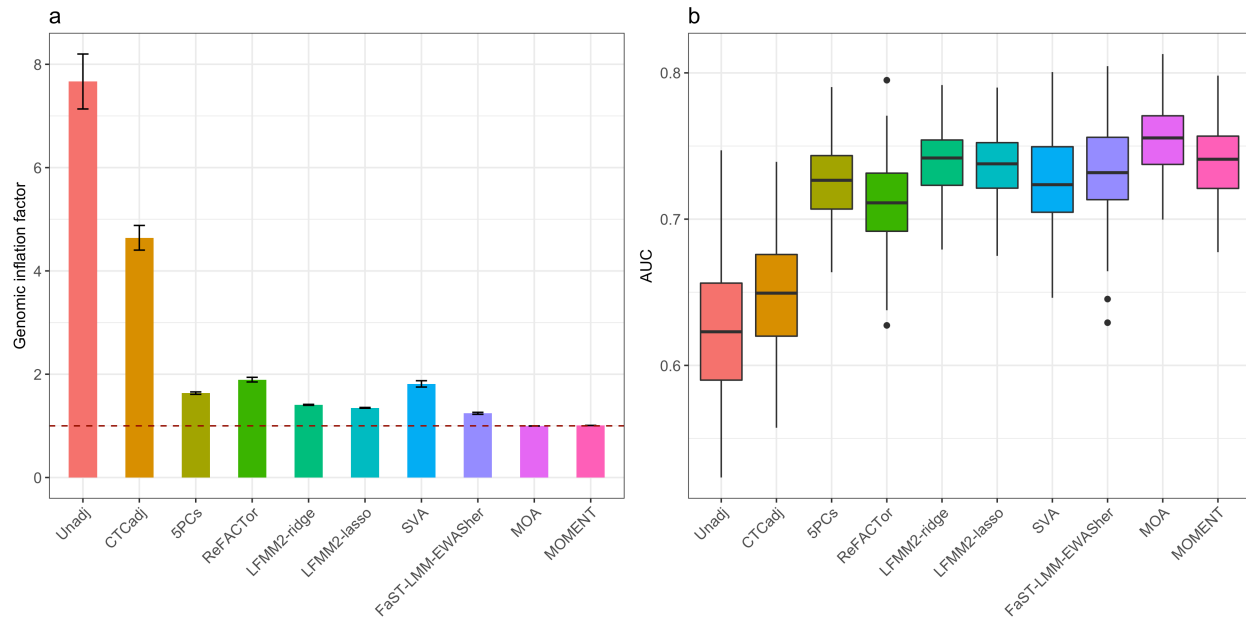 a
Genomic inflation factor
8
6
4
2
0
Unadj
CTCadj
5PCs
ReFACTor
LFMM2-ridge
LFMM2-lasso
SVA
FaST-LMM-EWASher
MOA
MOMENT
b
AUC
0.8
0.7
0.6
Unadj
CTCadj
5PCs
ReFACTor
LFMM2-ridge
LFMM2-lasso
SVA
FaST-LMM-EWASher
MOA
MOMENT